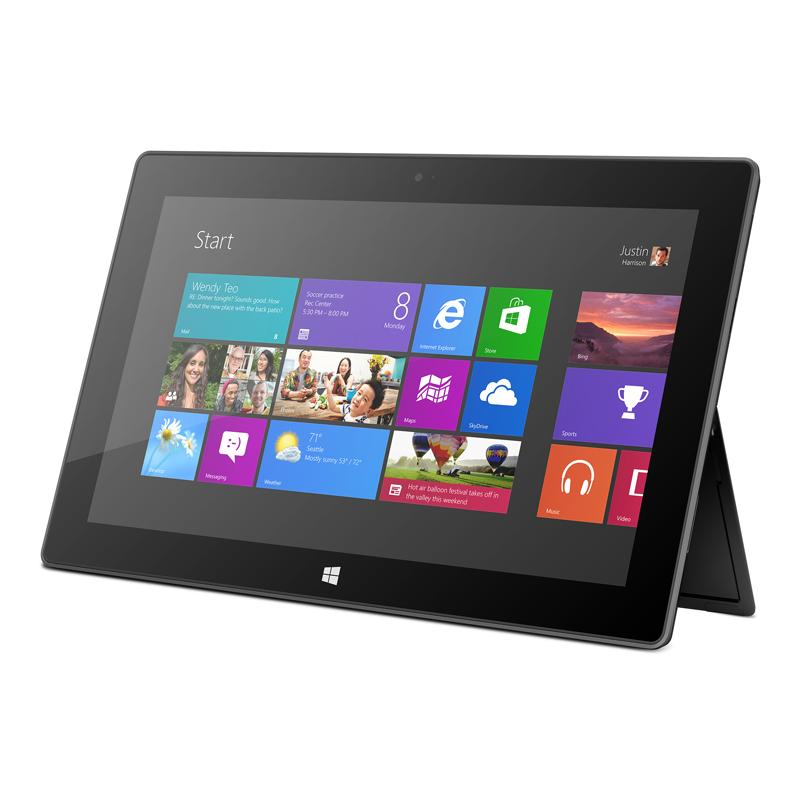 Start
Justin
Harrison
Wendy Teo
RE: Dinner tonight? Sounds good. How
about the new place with the back patio?
Mail
8
Soccer practice
Rec Center
5:30 PM – 8:00 PM
8
Monday
Internet Explorer
Store
Bing
Photos
Maps
SkyDrive
Sports
Desktop
Messaging
71°
Seattle
Mostly sunny 53° / 72°
Weather
Hot air balloon festival takes off in
the valley this weekend
Music
Video